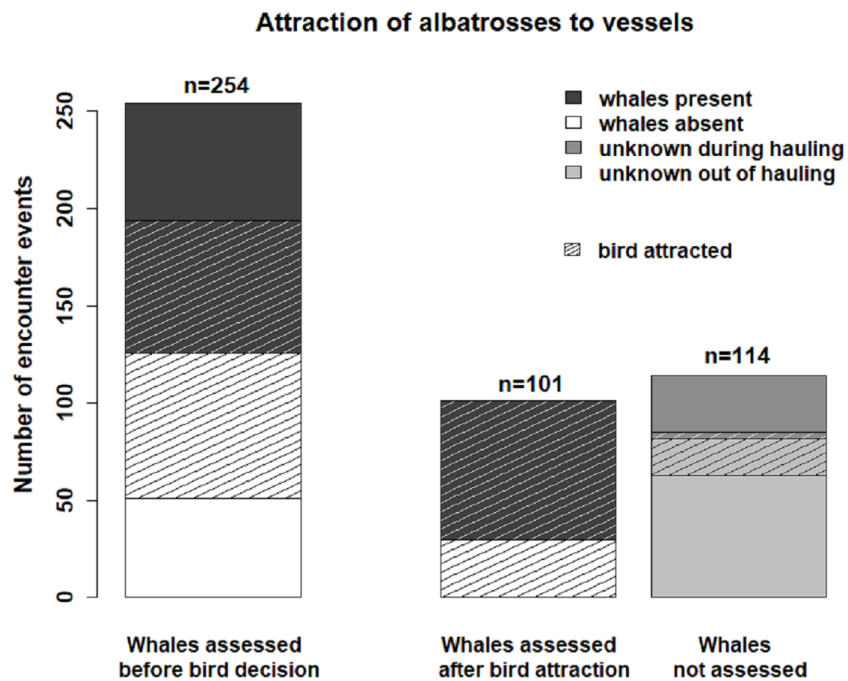 Attraction of albatrosses to vessels
n=254
whales present
whales absent
unknown during hauling
unknown out of hauling
bird attracted
n=101
n=114
Number of encounter events
250
200
150
100
50
0
Whales assessed
before bird decision
Whales assessed
after bird attraction
Whales
not assessed